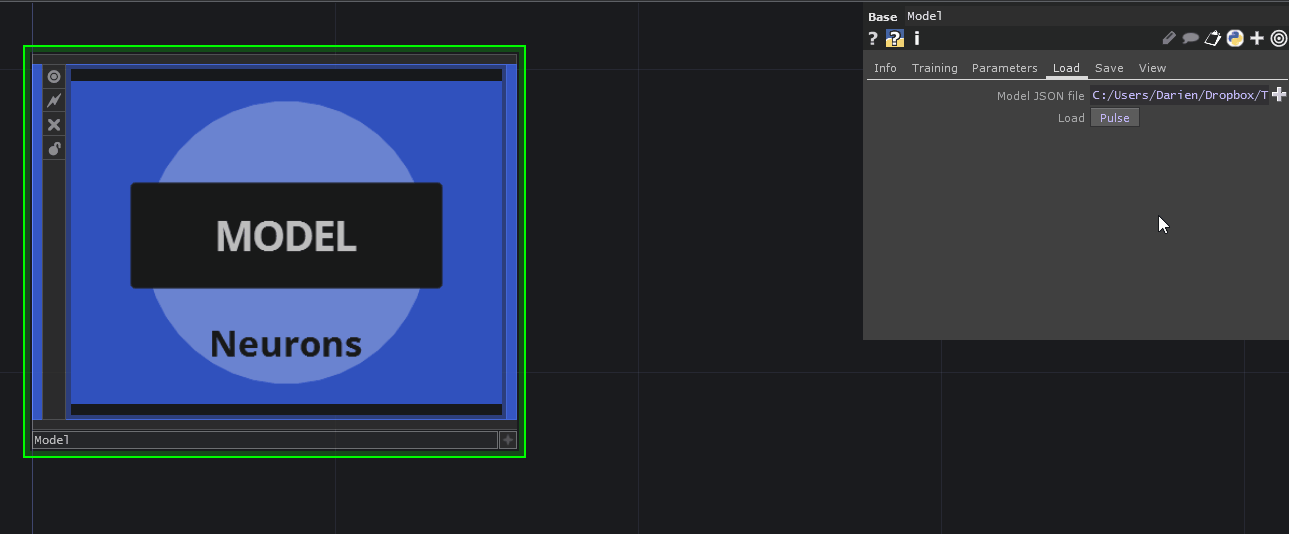 Base Model
? ? i
Info Training Parameters Load Save View
Model JSON file C:/Users/Darien/Dropbox/T
Load Pulse
MODEL
Neurons
Model